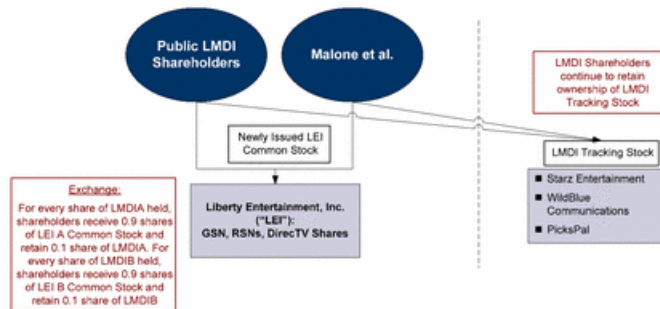 Public LMDI
Shareholders
Malone et al.
LMDI Shareholders
continue to retain
ownership of LMDI
Tracking Stock
Newly Issued LEI
Common Stock
LMDI Tracking Stock
Starz Entertainment
WildBlue
Communications
PicksPal
Liberty Entertainment, Inc.
("LEI"):
GSN, RSNs, DirecTV Shares
Exchange:
For every share of LMDIA held,
shareholders receive 0.9 shares
of LEI A Common Stock and
retain 0.1 share of LMDIA. For
every share of LMDIB held,
shareholders receive 0.9 shares
of LEI B Common Stock and
retain 0.1 share of LMDIB